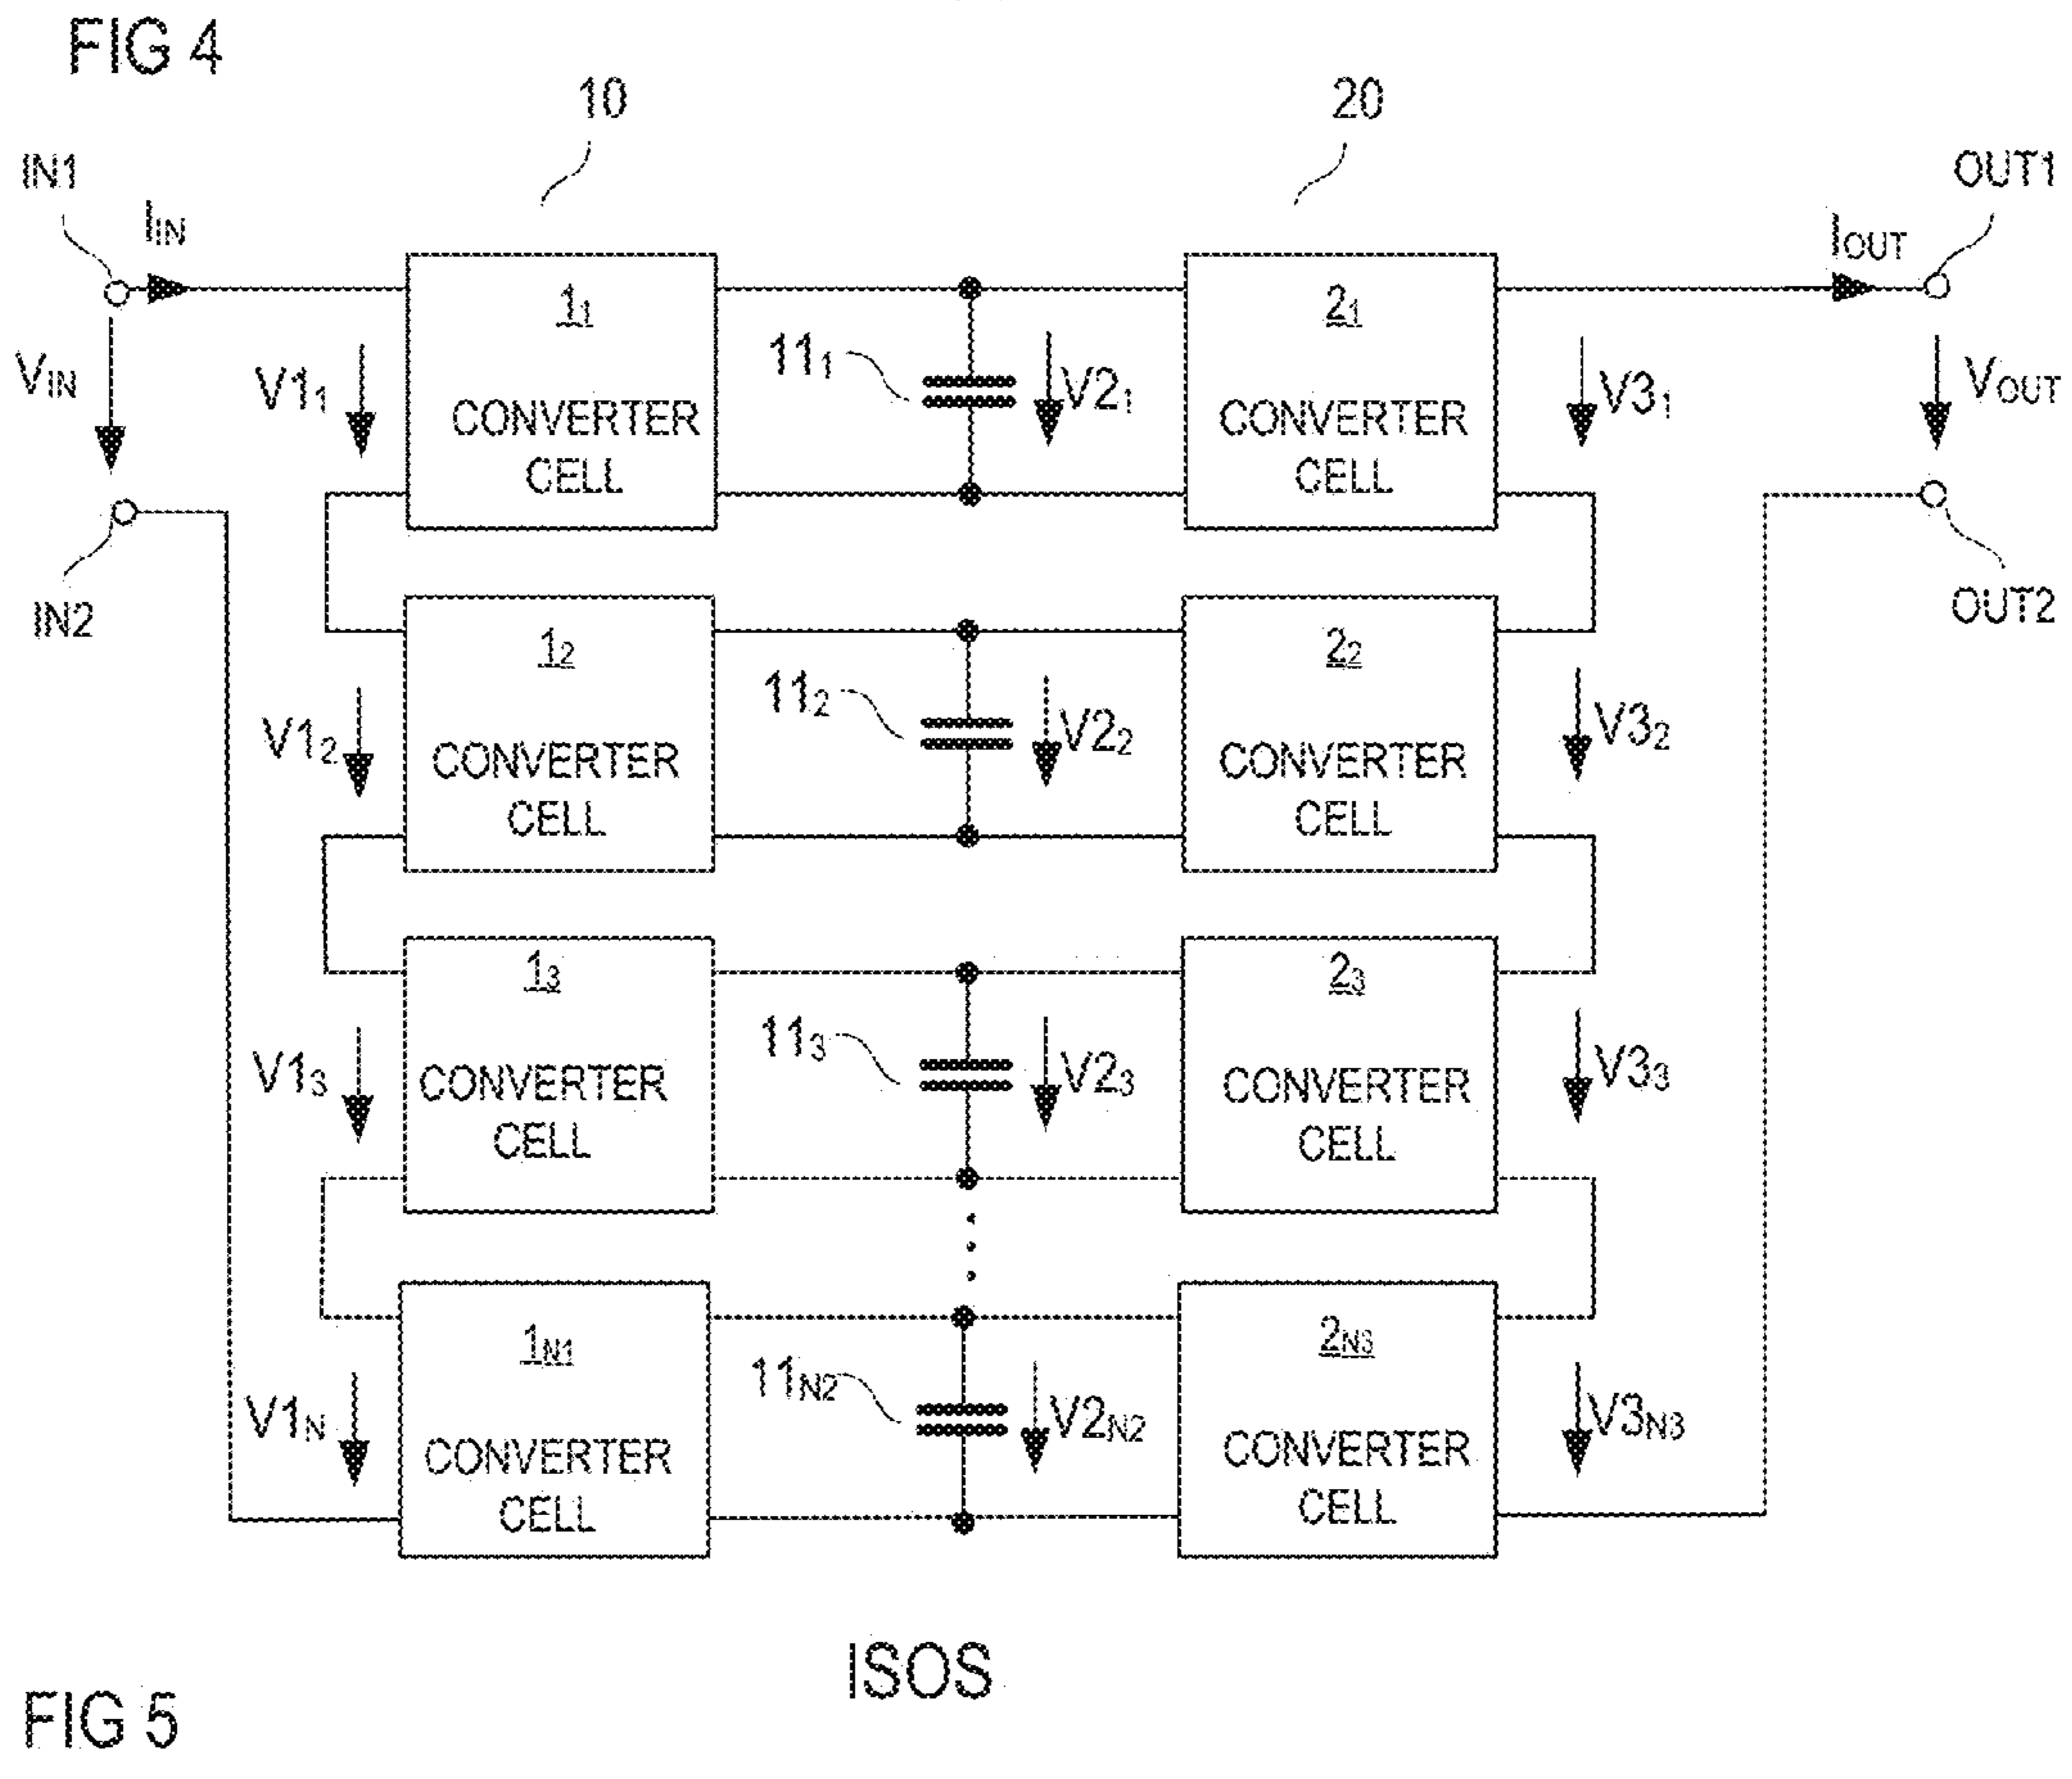 FIG 4
10
20
IN1
IIN
OUT1
IOUT
VIN
V11
11
CONVERTER
CELL
111
V21
21
CONVERTER
CELL
V31
VOUT
IN2
OUT2
V12
12
CONVERTER
CELL
112
V22
22
CONVERTER
CELL
V32
V13
13
CONVERTER
CELL
113
V23
23
CONVERTER
CELL
V33
V1N
1N1
CONVERTER
CELL
11N2
V2N2
2N3
CONVERTER
CELL
V3N3
ISOS
FIG 5